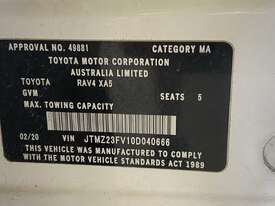 APPROVAL NO. 49881 CATEGORY MA
TOYOTA MOTOR CORPORATION
AUSTRALIA LIMITED
TOYOTA RAV4 XA5
GVM SEATS 5
MAX. TOWING CAPACITY
02/20 VIN JTMZ23FV10D040666
THIS VEHICLE WAS MANUFACTURED TO COMPLY
WITH THE MOTOR VEHICLE STANDARDS ACT 1989